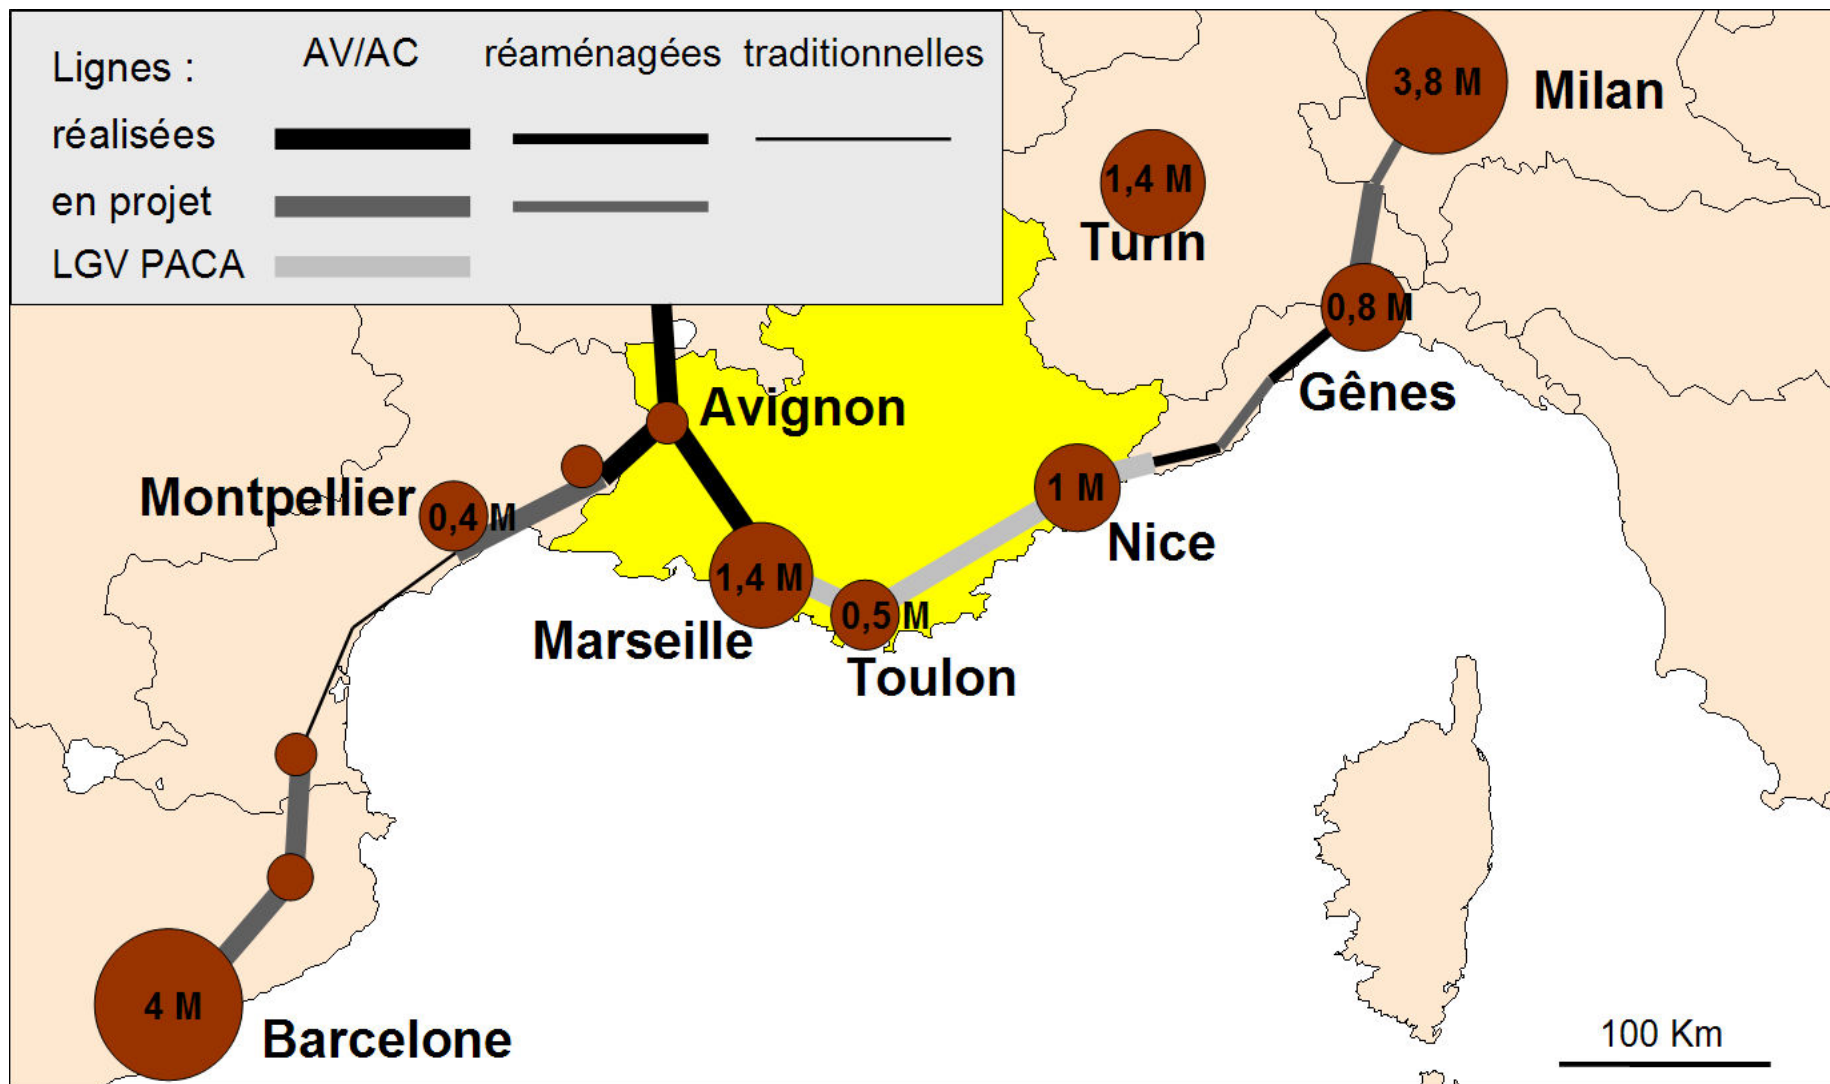 Lignes :
AV/AC
réaménagées
traditionnelles
réalisées
en projet
LGV PACA
3,8 M
Milan
1,4 M
Turin
0,8 M
Gênes
Avignon
Montpellier
0,4 M
1 M
Nice
1,4 M
Marseille
0,5 M
Toulon
4 M
Barcelone
100 Km